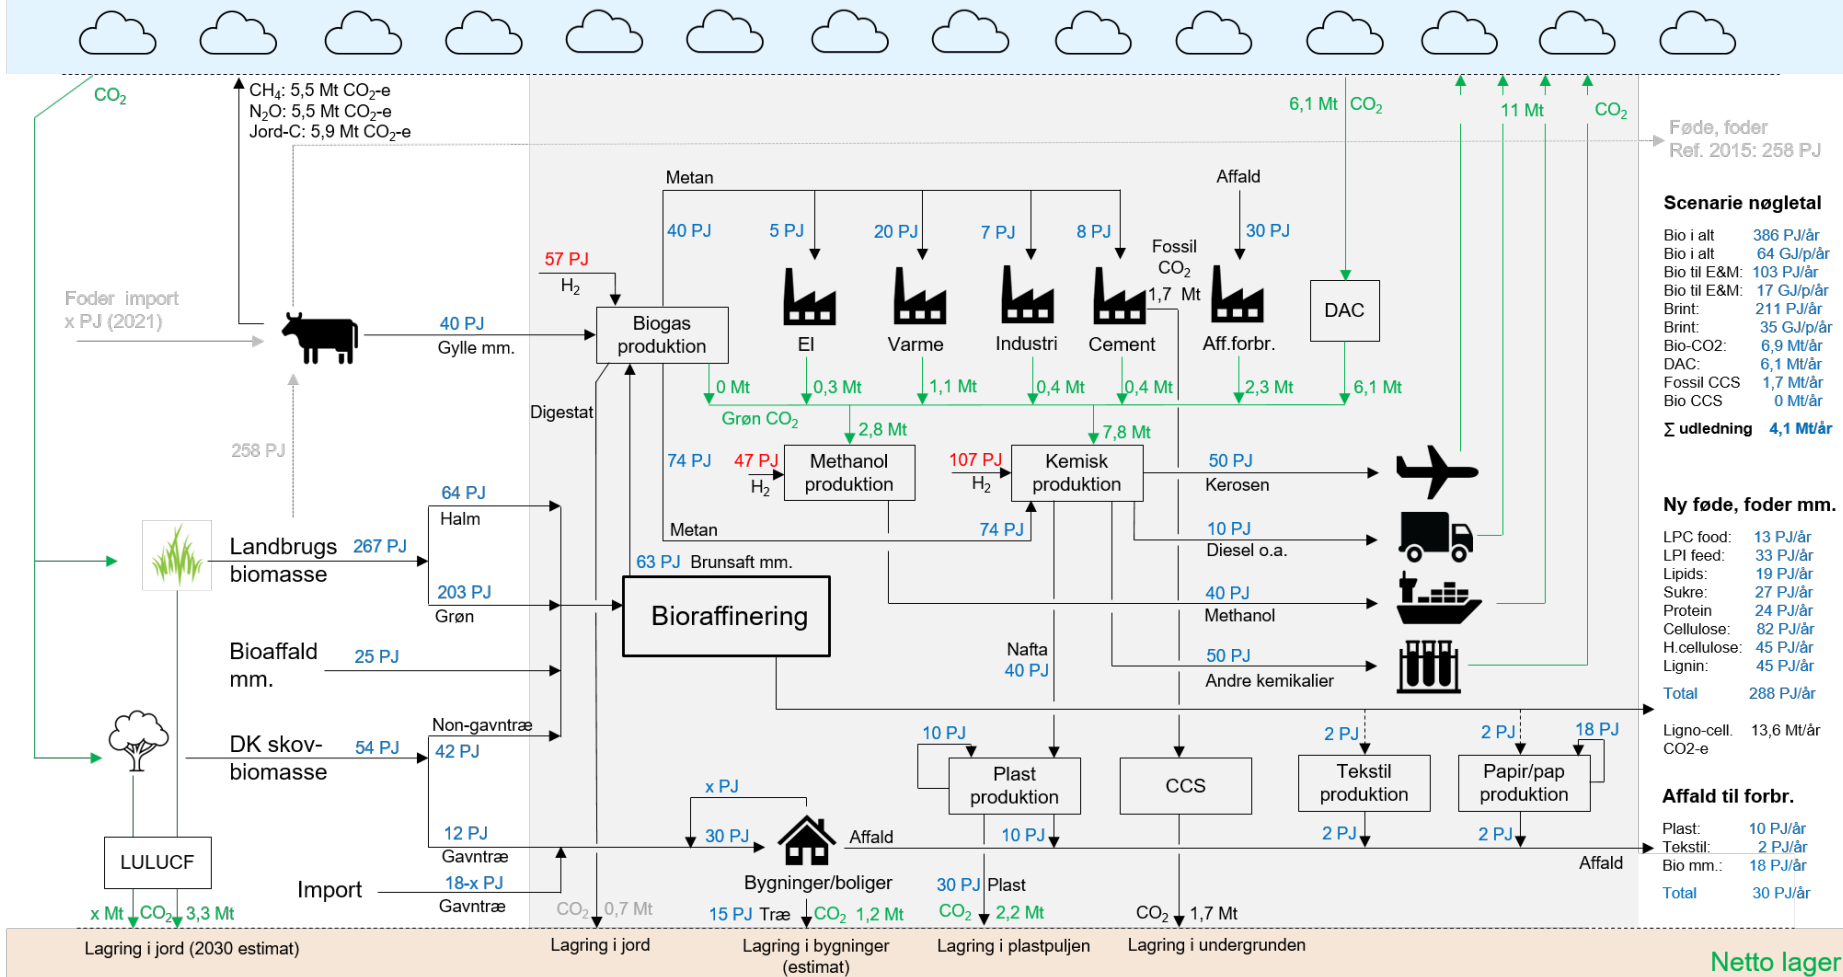 CO2
CH4: 5,5 Mt CO2-e
N2O: 5,5 Mt CO2-e
Jord-C: 5,9 Mt CO2-e
6,1 Mt CO2
11 Mt
CO2
Føde, foder
Ref. 2015: 258 PJ
Metan
Affald
40 PJ
5 PJ
20 PJ
7 PJ
8 PJ
30 PJ
Fossil
CO2
1,7 Mt
57 PJ
H2
Foder import
x PJ (2021)
40 PJ
Gylle mm.
Biogas
produktion
El
Varme
Industri
Cement
Aff.forbr.
DAC
0 Mt
0,3 Mt
1,1 Mt
0,4 Mt
0,4 Mt
2,3 Mt
6,1 Mt
Digestat
Grøn CO2
2,8 Mt
7,8 Mt
258 PJ
74 PJ
47 PJ
H2
Methanol
produktion
107 PJ
H2
Kemisk
produktion
50 PJ
Kerosen
64 PJ
Halm
Metan
74 PJ
10 PJ
Diesel o.a.
Landbrugs
biomasse
267 PJ
63 PJ Brunsaft mm.
203 PJ
Grøn
Bioraffinering
40 PJ
Methanol
Bioaffald
mm.
25 PJ
Nafta
40 PJ
50 PJ
Andre kemikalier
Non-gavntræ
42 PJ
DK skov-
biomasse
54 PJ
10 PJ
Plast
produktion
CCS
2 PJ
Tekstil
produktion
2 PJ
18 PJ
Papir/pap
produktion
x PJ
12 PJ
Gavntræ
30 PJ
Affald
10 PJ
2 PJ
2 PJ
Affald
LULUCF
Import
18-x PJ
Gavntræ
Bygninger/boliger
30 PJ Plast
x Mt CO2 3,3 Mt
CO2 0,7 Mt
15 PJ Træ CO2 1,2 Mt
CO2 2,2 Mt
CO2 1,7 Mt
Lagring i jord (2030 estimat)
Lagring i jord
Lagring i bygninger
(estimat)
Lagring i plastpuljen
Lagring i undergrunden
Netto lager
Scenarie nøgletal
Bio i alt 386 PJ/år
Bio i alt 64 GJ/p/år
Bio til E&M: 103 PJ/år
Bio til E&M: 17 GJ/p/år
Brint: 211 PJ/år
Brint: 35 GJ/p/år
Bio-CO2: 6,9 Mt/år
DAC: 6,1 Mt/år
Fossil CCS 1,7 Mt/år
Bio CCS 0 Mt/år
∑ udledning 4,1 Mt/år
Ny føde, foder mm.
LPC food: 13 PJ/år
LPI feed: 33 PJ/år
Lipids: 19 PJ/år
Sukre: 27 PJ/år
Protein 24 PJ/år
Cellulose: 82 PJ/år
H.cellulose: 45 PJ/år
Lignin: 45 PJ/år
Total 288 PJ/år
Ligno-cell. 13,6 Mt/år
CO2-e
Affald til forbr.
Plast: 10 PJ/år
Tekstil: 2 PJ/år
Bio mm.: 18 PJ/år
Total 30 PJ/år